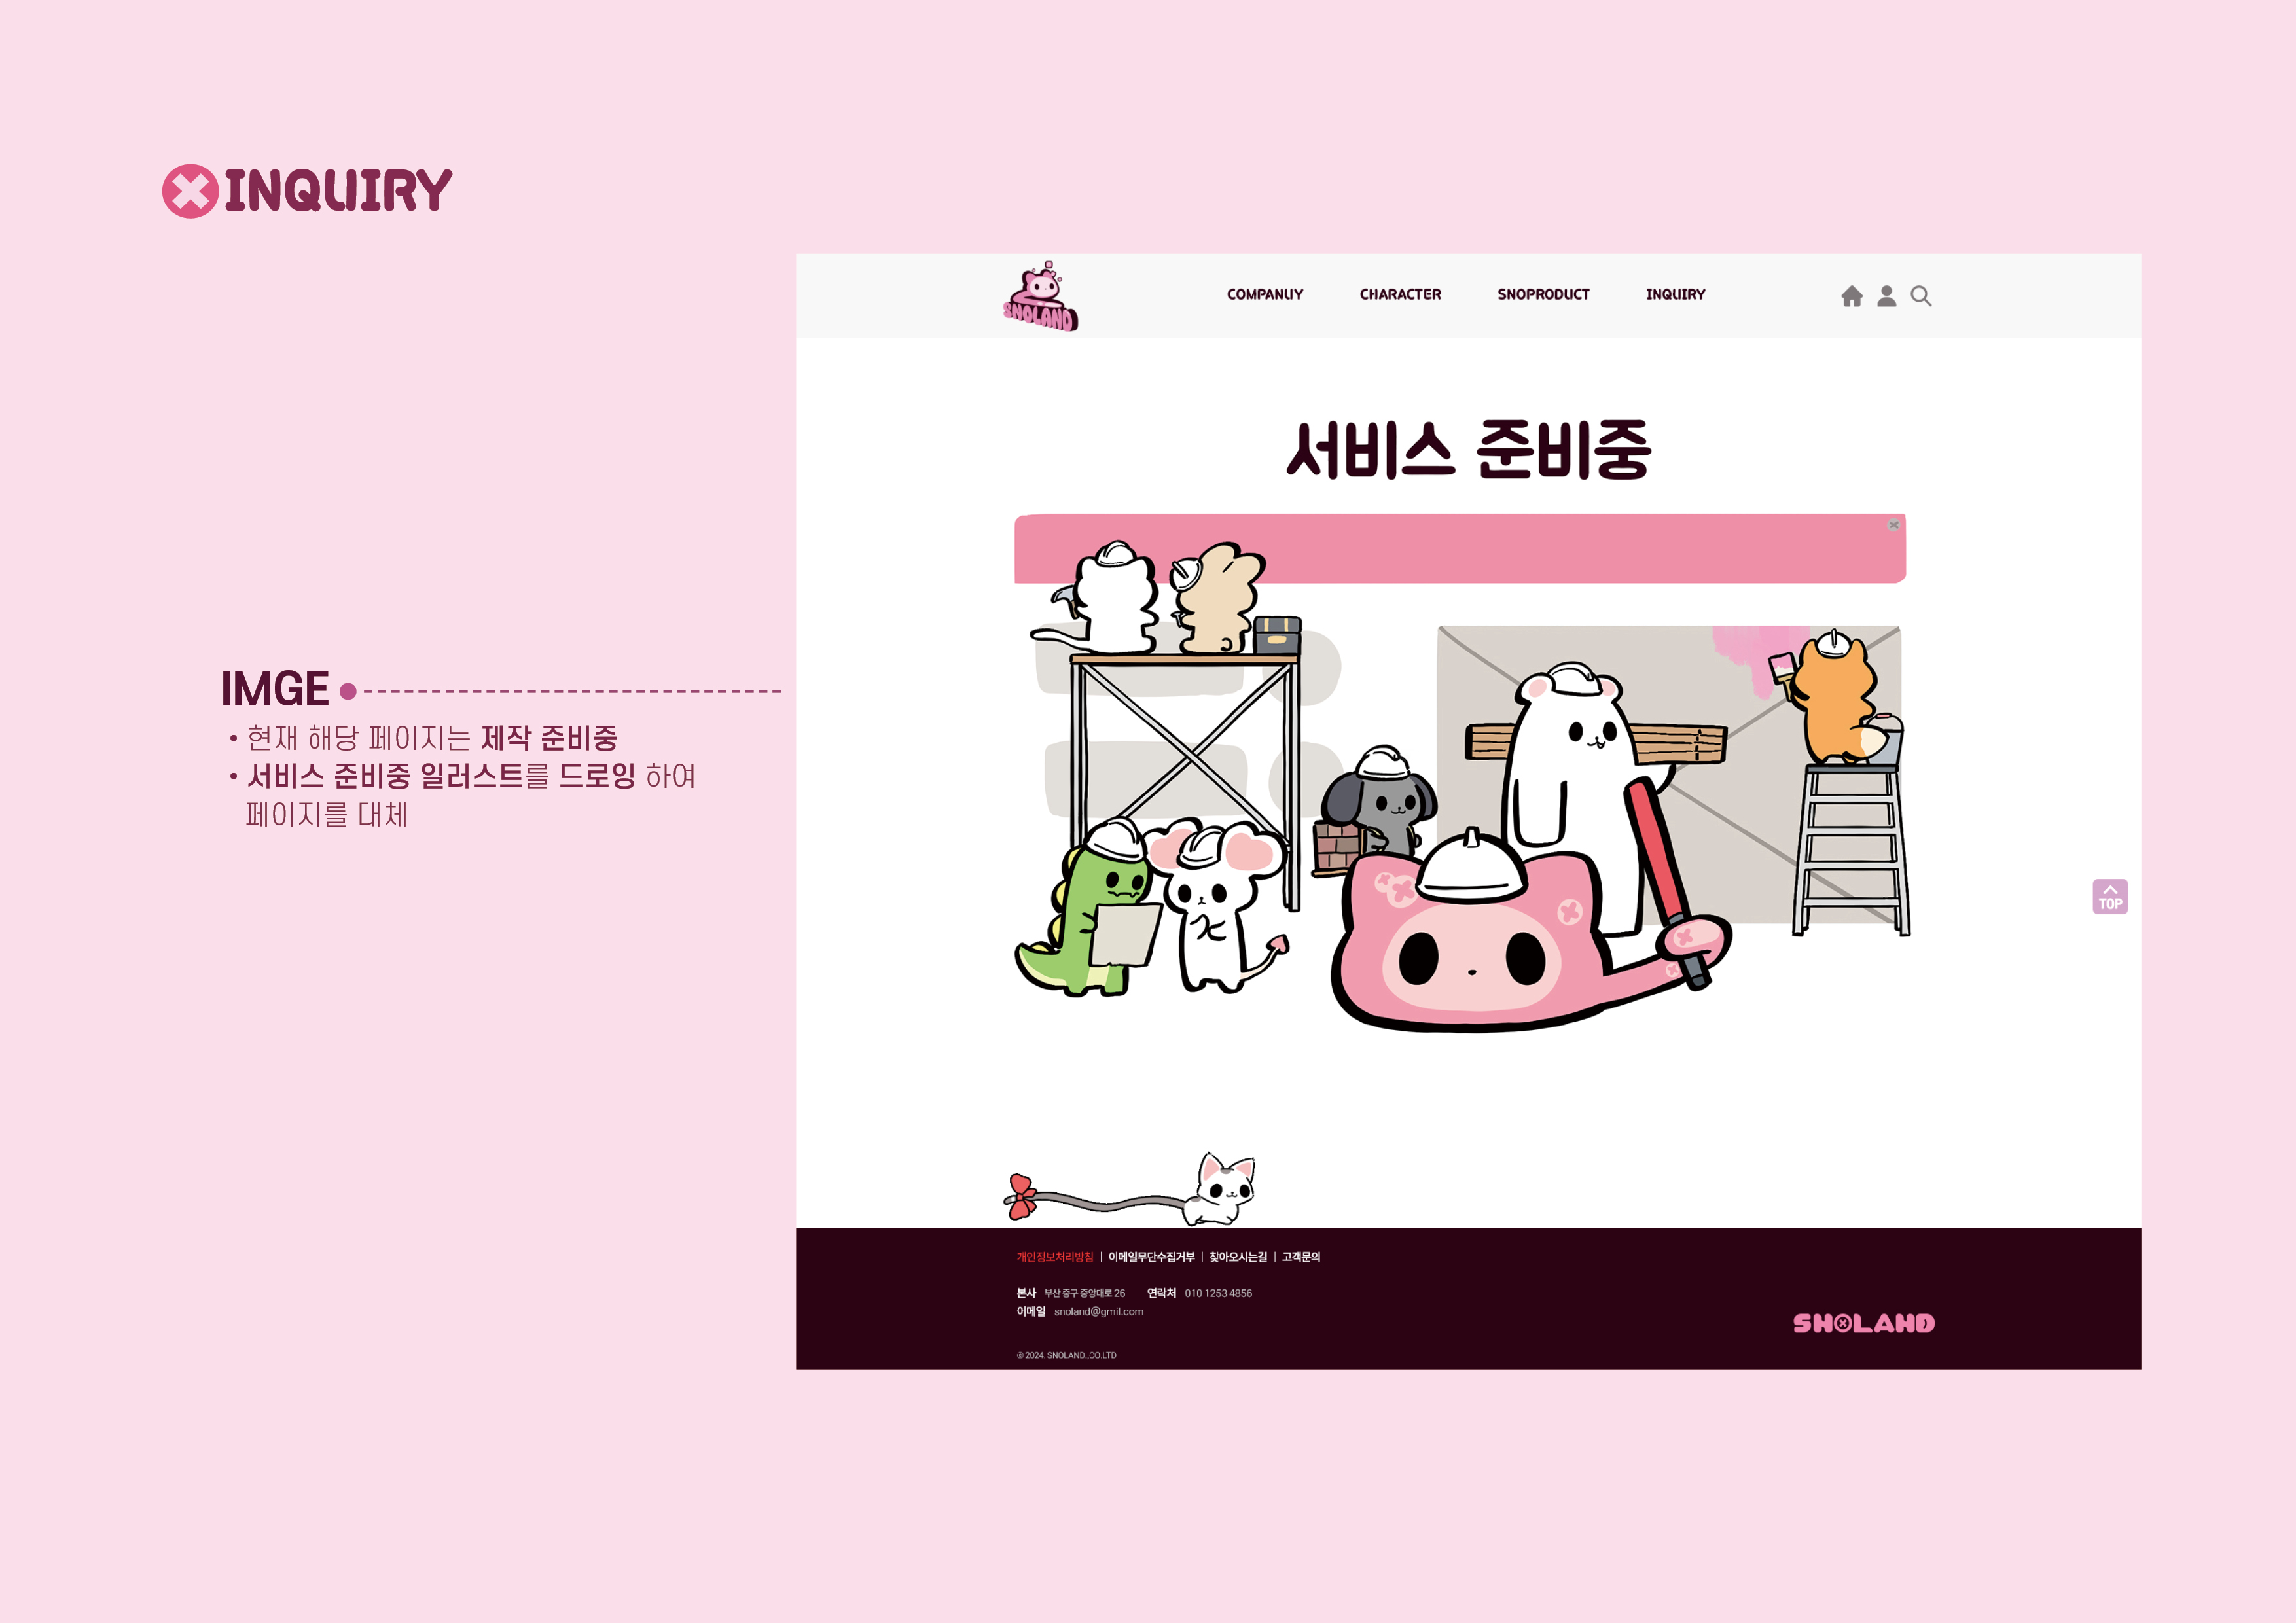 INQUIRY
SNOLAND
COMPANUY CHARACTER SNOPRODUCT INQUIRY
서비스 준비중
IMGE
• 현재 해당 페이지는 제작 준비중
• 서비스 준비중 일러스트를 드로잉 하여
페이지를 대체
TOP
개인정보처리방침 | 이메일무단수집거부 | 찾아오시는길 | 고객문의
본사 부산 중구 중앙대로 26 연락처 010 1253 4856
이메일 snoland@gmil.com
SNOLAND
© 2024. SNOLAND.,CO.LTD